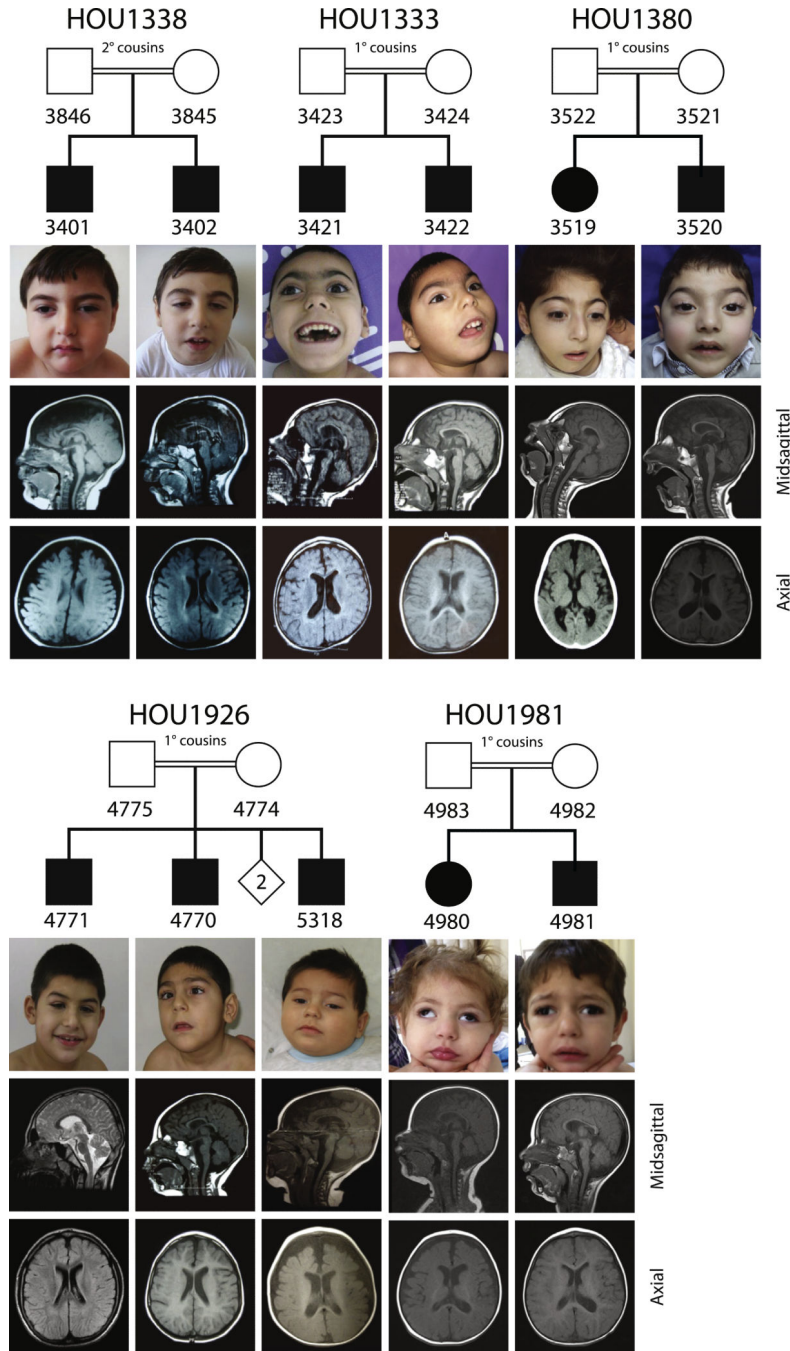 HOU1338 HOU1333 HOU1380
2° cousins 1° cousins 1° cousins
3846 3845 3423 3424 3522 3521
3401 3402 3421 3422 3519 3520
Midsagittal
Axial
HOU1926 HOU1981
1° cousins 1° cousins
4775 4774 4983 4982
2
4771 4770 5318 4980 4981
Midsagittal
Axial